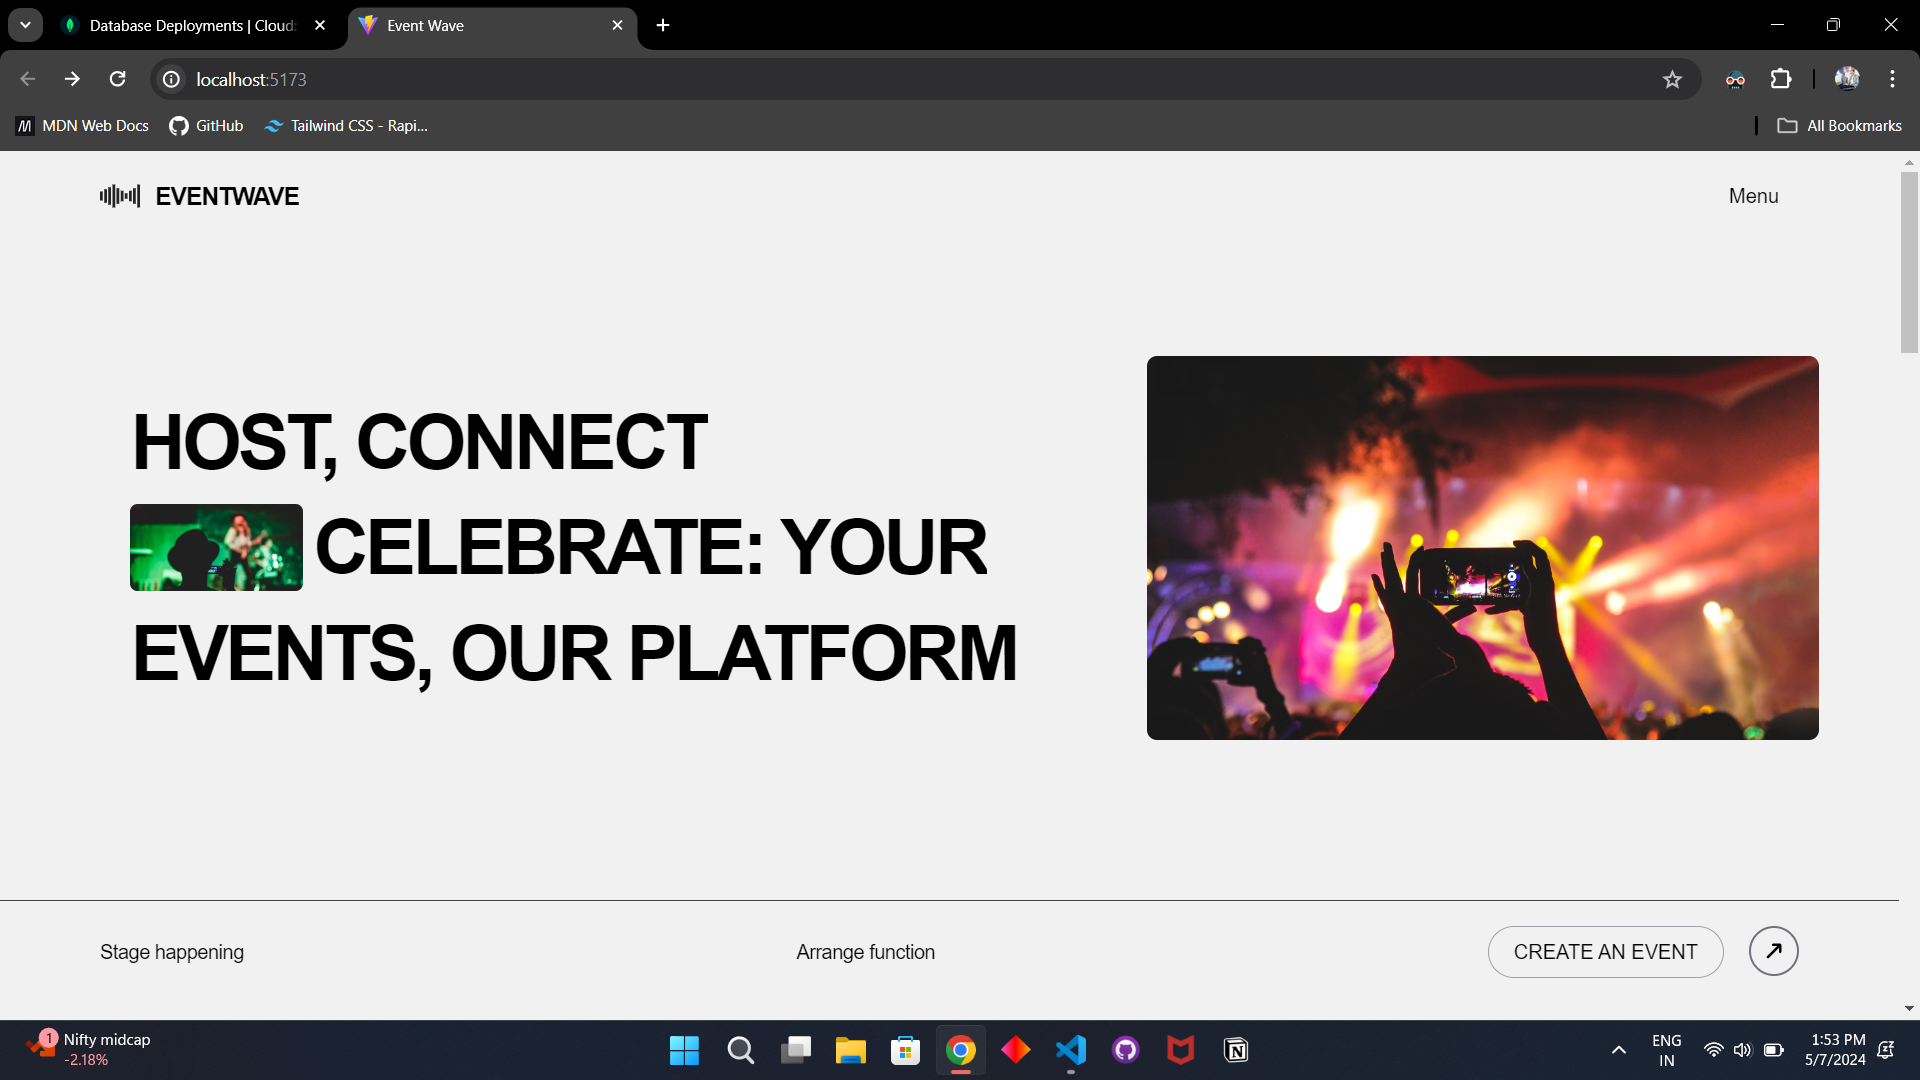 Database Deployments | Cloud:
Event Wave
localhost:5173
MDN Web Docs
GitHub
Tailwind CSS - Rapi...
All Bookmarks
EVENTWAVE
Menu
HOST, CONNECT
CELEBRATE: YOUR
EVENTS, OUR PLATFORM
Stage happening
Arrange function
CREATE AN EVENT
1
Nifty midcap
-2.18%
ENG
IN
1:53 PM
5/7/2024